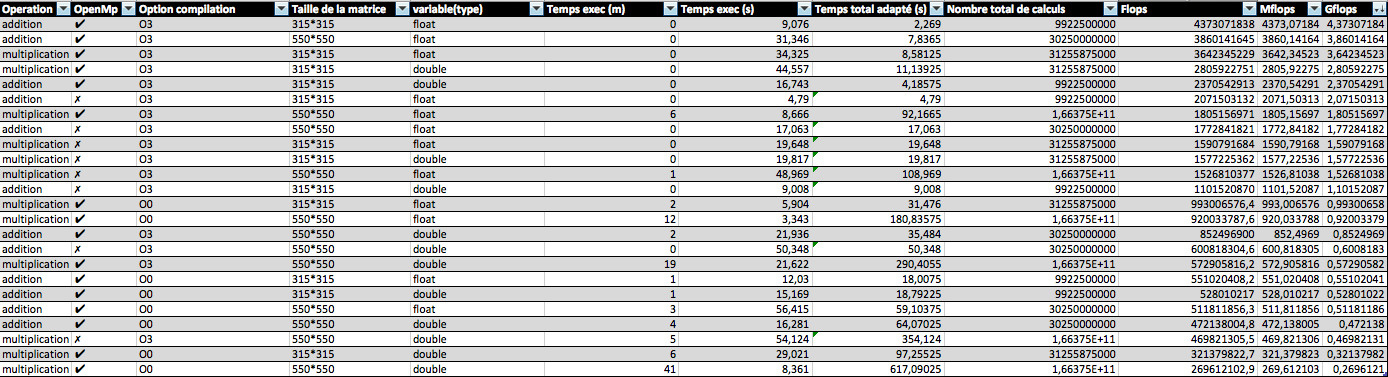 Operation OpenMp Option compilation Taille de la matrice variable(type) Temps exec (m) Temps exec (s) Temps total adapté (s) Nombre total de calculs Flops Mflops Gflops
addition ✔ O3 315*315 float 0 9,076 2,269 9922500000 4373071838 4373,07184 4,37307184
addition ✔ O3 550*550 float 0 31,346 7,8365 30250000000 3860141645 3860,14164 3,86014164
multiplication ✔ O3 315*315 float 0 34,325 8,58125 31255875000 3642345229 3642,34523 3,64234523
multiplication ✔ O3 315*315 double 0 44,557 11,13925 31255875000 2805922751 2805,92275 2,80592275
addition ✔ O3 315*315 double 0 16,743 4,18575 9922500000 2370542913 2370,54291 2,37054291
addition ✗ O3 315*315 float 0 4,79 4,79 9922500000 2071503132 2071,50313 2,07150313
multiplication ✔ O3 550*550 float 6 8,666 92,1665 1,66375E+11 1805156971 1805,15697 1,80515697
addition ✗ O3 550*550 float 0 17,063 17,063 30250000000 1772841821 1772,84182 1,77284182
multiplication ✗ O3 315*315 float 0 19,648 19,648 31255875000 1590791684 1590,79168 1,59079168
multiplication ✗ O3 315*315 double 0 19,817 19,817 31255875000 1577225362 1577,22536 1,57722536
multiplication ✗ O3 550*550 float 1 48,969 108,969 1,66375E+11 1526810377 1526,81038 1,52681038
addition ✗ O3 315*315 double 0 9,008 9,008 9922500000 1101520870 1101,52087 1,10152087
multiplication ✔ O0 315*315 float 2 5,904 31,476 31255875000 993006576,4 993,006576 0,99300658
multiplication ✔ O0 550*550 float 12 3,343 180,83575 1,66375E+11 920033787,6 920,033788 0,92003379
addition ✔ O3 550*550 double 2 21,936 35,484 30250000000 852496900 852,4969 0,8524969
addition ✗ O3 550*550 double 0 50,348 50,348 30250000000 600818304,6 600,818305 0,6008183
multiplication ✔ O3 550*550 double 19 21,622 290,4055 1,66375E+11 572905816,2 572,905816 0,57290582
addition ✔ O0 315*315 float 1 12,03 18,0075 9922500000 551020408,2 551,020408 0,55102041
addition ✔ O0 315*315 double 1 15,169 18,79225 9922500000 528010217 528,010217 0,52801022
addition ✔ O0 550*550 float 3 56,415 59,10375 30250000000 511811856,3 511,811856 0,51181186
addition ✔ O0 550*550 double 4 16,281 64,07025 30250000000 472138004,8 472,138005 0,472138
multiplication ✗ O3 550*550 double 5 54,124 354,124 1,66375E+11 469821305,5 469,821306 0,46982131
multiplication ✔ O0 315*315 double 6 29,021 97,25525 31255875000 321379822,7 321,379823 0,32137982
multiplication ✔ O0 550*550 double 41 8,361 617,09025 1,66375E+11 269612102,9 269,612103 0,2696121